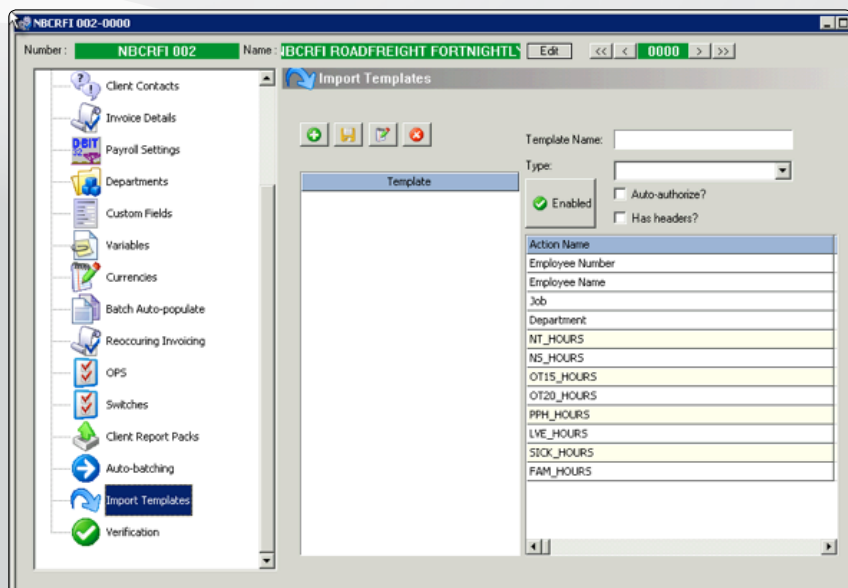 NBCRFI 002-0000
Number : NBCRFI 002 Name : NBCRFI ROADFREIGHT FORTNIGHTLY Edit << < 0000 > >>
Import Templates
Client Contacts
Invoice Details
D-BIT
Payroll Settings
Departments
Custom Fields
Variables
Currencies
Batch Auto-populate
Reoccuring Invoicing
OPS
Switches
Client Report Packs
Auto-batching
Import Templates
Verification
Template
Template Name:
Type:
Enabled
Auto-authorize?
Has headers?
Action Name
Employee Number
Employee Name
Job
Department
NT_HOURS
NS_HOURS
OT15_HOURS
OT20_HOURS
PPH_HOURS
LVE_HOURS
SICK_HOURS
FAM_HOURS